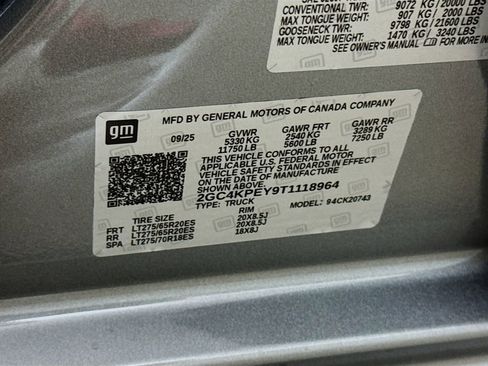 9072 KG/20000 LBS
CONVENTIONAL TWR: 907 KG/ 2000 LBS
MAX TONGUE WEIGHT: 9798 KG/21600 LBS
GOOSENECK TWR: 1470 KG/ 3240 LBS
MAX TONGUE WEIGHT:
SEE OWNER'S MANUAL FOR MORE
gm
MFD BY GENERAL MOTORS OF CANADA COMPANY
09/25 GVWR GAWR FRT GAWR RR
5330 KG 2540 KG 3289 KG
11750 LB 5600 LB 7250 LB
THIS VEHICLE CONFORMS TO ALL
APPLICABLE U.S. FEDERAL MOTOR
VEHICLE SAFETY STANDARDS IN
EFFECT ON THE DATE OF MANUFACTURE
SHOWN ABOVE.
2GC4KPEY9T1118964
TYPE: TRUCK MODEL: 94CK20743
TIRE SIZE RIM
FRT LT275/65R20ES 20X8.5J
RR LT275/65R20ES 20X8.5J
SPA LT275/70R18ES 18X8J